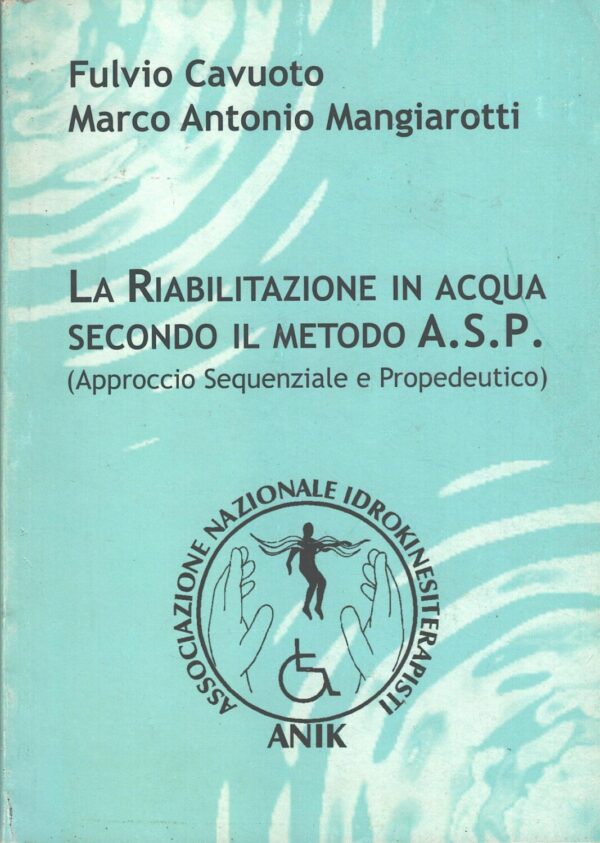 Fulvio Cavuoto
Marco Antonio Mangiarotti
LA RIABILITAZIONE IN ACQUA
SECONDO IL METODO A.S.P.
(Approccio Sequenziale e Propedeutico)
ASSOCIAZIONE NAZIONALE IDROKINESITERAPISTI
ANIK